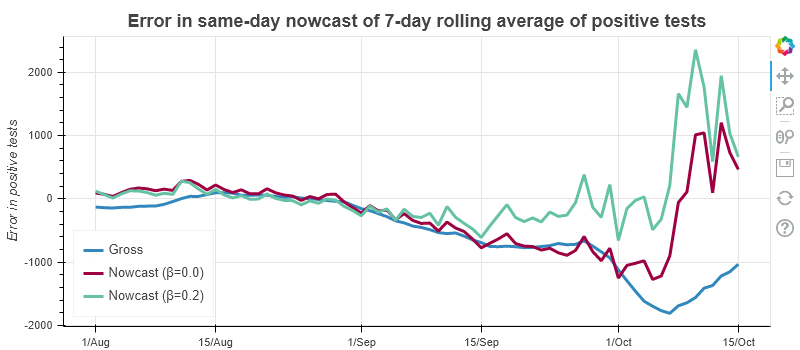 Error in same-day nowcast of 7-day rolling average of positive tests
Error in positive tests
2000
1000
0
-1000
-2000
Gross
Nowcast (β=0.0)
Nowcast (β=0.2)
1/Aug
15/Aug
1/Sep
15/Sep
1/Oct
15/Oct